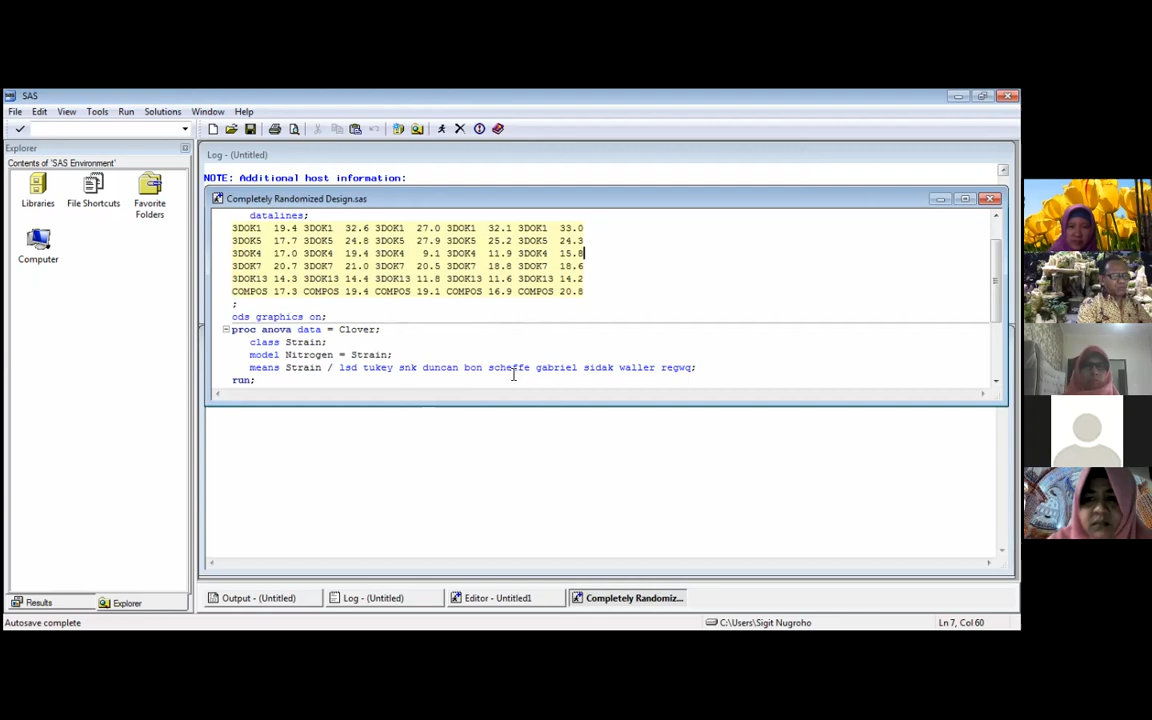 SAS
File Edit View Tools Run Solutions Window Help
Explorer
Contents of 'SAS Environment'
Libraries
File Shortcuts
Favorite
Folders
Computer
Log - (Untitled)
NOTE: Additional host information:
Completely Randomized Design.sas
datalines;
3DOK1 19.4 3DOK1 32.6 3DOK1 27.0 3DOK1 32.1 3DOK1 33.0
3DOK5 17.7 3DOK5 24.8 3DOK5 27.9 3DOK5 25.2 3DOK5 24.3
3DOK4 17.0 3DOK4 19.4 3DOK4 9.1 3DOK4 11.9 3DOK4 15.8
3DOK7 20.7 3DOK7 21.0 3DOK7 20.5 3DOK7 18.8 3DOK7 18.6
3DOK13 14.3 3DOK13 14.4 3DOK13 11.8 3DOK13 11.6 3DOK13 14.2
COMPOS 17.3 COMPOS 19.4 COMPOS 19.1 COMPOS 16.9 COMPOS 20.8
;
ods graphics on;
proc anova data = Clover;
class Strain;
model Nitrogen = Strain;
means Strain / lsd tukey snk duncan bon scheffe gabriel sidak waller regwq;
run;
Results
Explorer
Output - (Untitled)
Log - (Untitled)
Editor - Untitled1
Completely Randomiz...
Autosave complete
C:\Users\Sigit Nugroho
Ln 7, Col 60